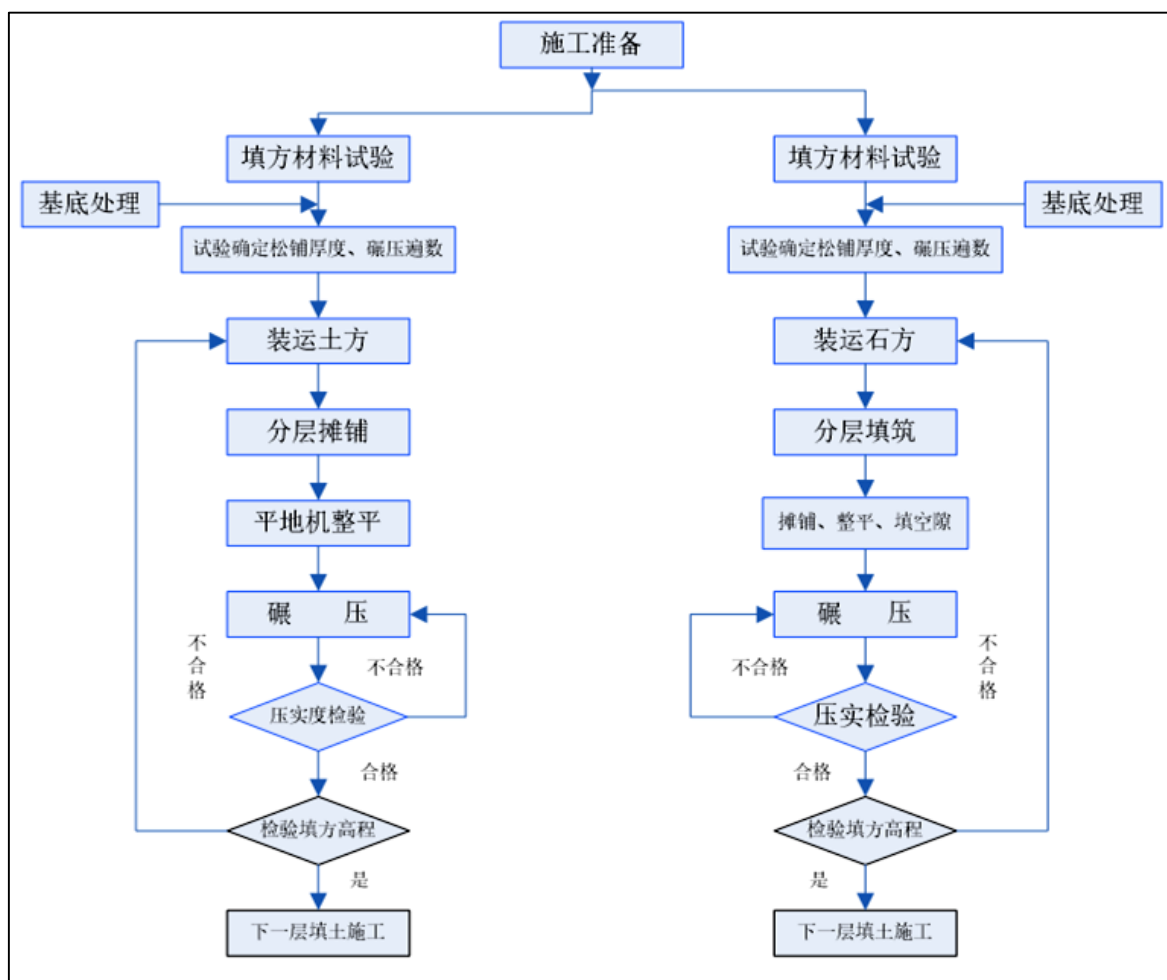 施工准备
填方材料试验
填方材料试验
基底处理
基底处理
试验确定松铺厚度、碾压遍数
试验确定松铺厚度、碾压遍数
装运土方
装运石方
分层摊铺
分层填筑
平地机整平
摊铺、整平、填空隙
碾 压
碾 压
不合格
不合格
不合格
不合格
压实度检验
压实检验
合格
合格
检验填方高程
检验填方高程
是
是
下一层填土施工
下一层填土施工